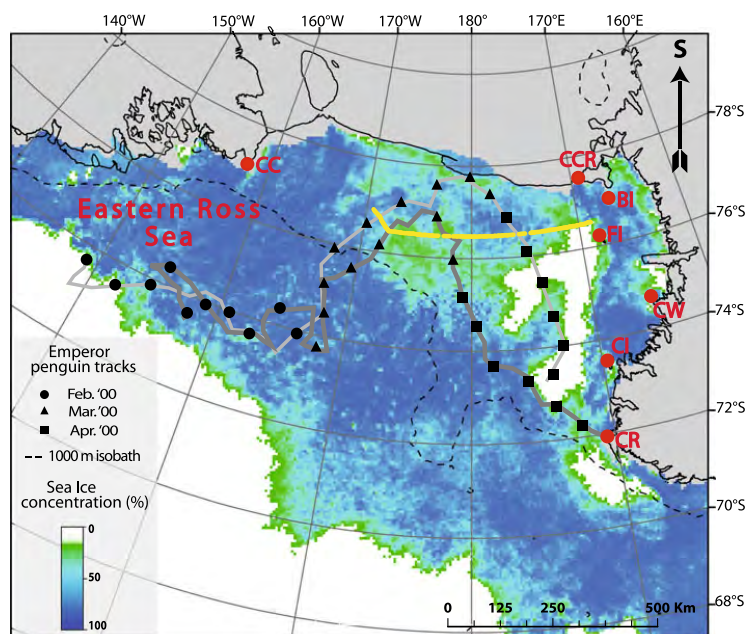 140°W 150°W 160°W 170°W 180° 170°E 160°E
S
78°S
76°S
74°S
72°S
70°S
68°S
CC
CCR
BI
FI
CW
CI
CR
Eastern Ross
Sea
Emperor
penguin tracks
Feb. '00
Mar.'00
Apr. '00
1000 m isobath
Sea Ice
concentration (%)
0
50
100
0 125 250 500 Km